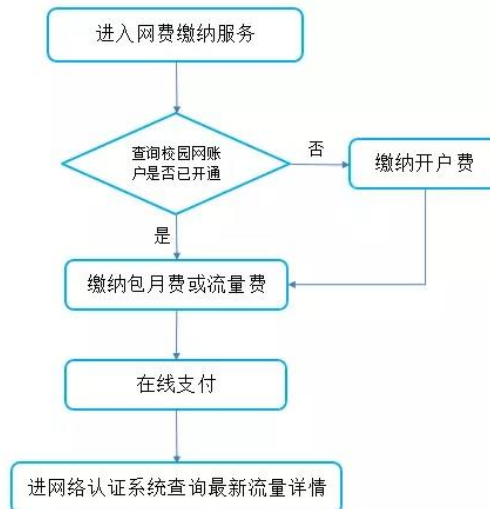 进入网费缴纳服务
查询校园网账
户是否已开通
否
缴纳开户费
是
缴纳包月费或流量费
在线支付
进网络认证系统查询最新流量详情